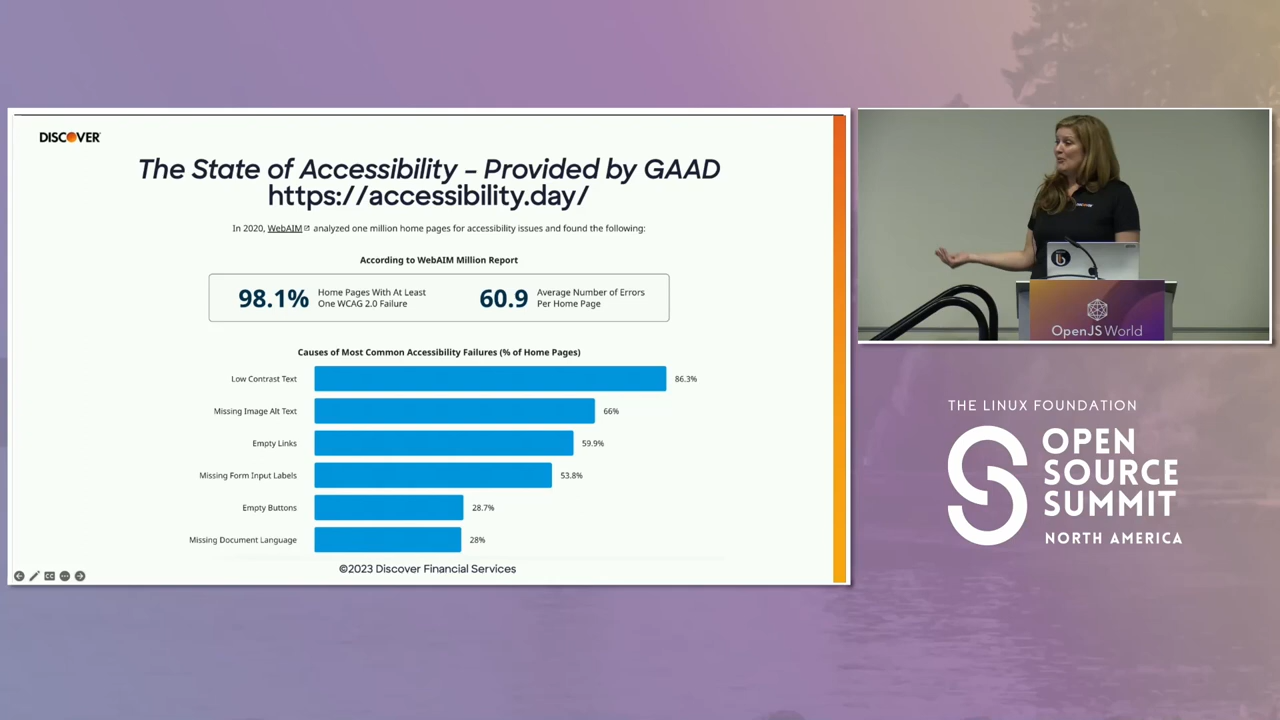 DISCOVER
The State of Accessibility – Provided by GAAD
https://accessibility.day/
In 2020, WebAIM analyzed one million home pages for accessibility issues and found the following:
According to WebAIM Million Report
98.1% Home Pages With At Least One WCAG 2.0 Failure
60.9 Average Number of Errors Per Home Page
Causes of Most Common Accessibility Failures (% of Home Pages)
Low Contrast Text 86.3%
Missing Image Alt Text 66%
Empty Links 59.9%
Missing Form Input Labels 53.8%
Empty Buttons 28.7%
Missing Document Language 28%
©2023 Discover Financial Services
CC
DISCOVER
OpenJS World
THE LINUX FOUNDATION
OPEN
SOURCE
SUMMIT
NORTH AMERICA